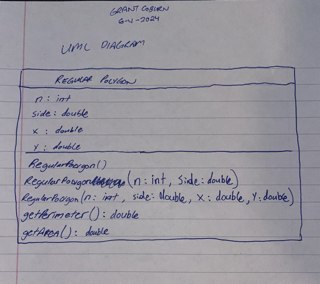 GRANT COBURN
6-4-2024
UML DIAGRAM
REGULAR POLYGON
n: int
side: double
x: double
y: double
RegularPolygon()
RegularPolygon(n: int, side: double)
RegularPolygon(n: int, side: double, x: double, y: double)
getPerimeter(): double
getAREA(): double